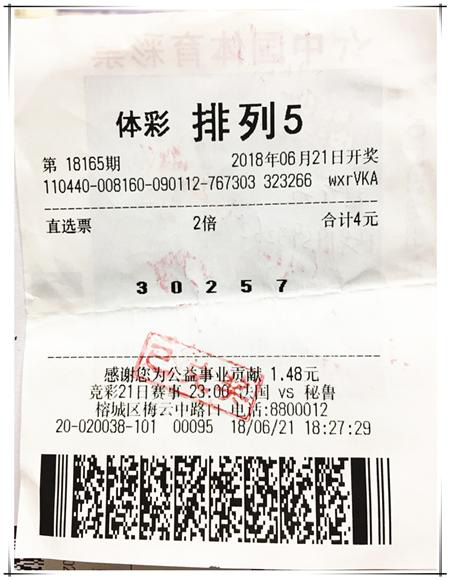 中国体育彩票
体彩 排列5
第 18165期 2018年06月21日开奖
110440-008160-090112-767303 323266 wxrVKA
直选票 2倍 合计4元
3 0 2 5 7
感谢您为公益事业贡献 1.48元
竞彩21日赛事 23:00 法国 vs 秘鲁
榕城区梅云中路 电话:8800012
20-020038-101 00095 18/06/21 18:27:29